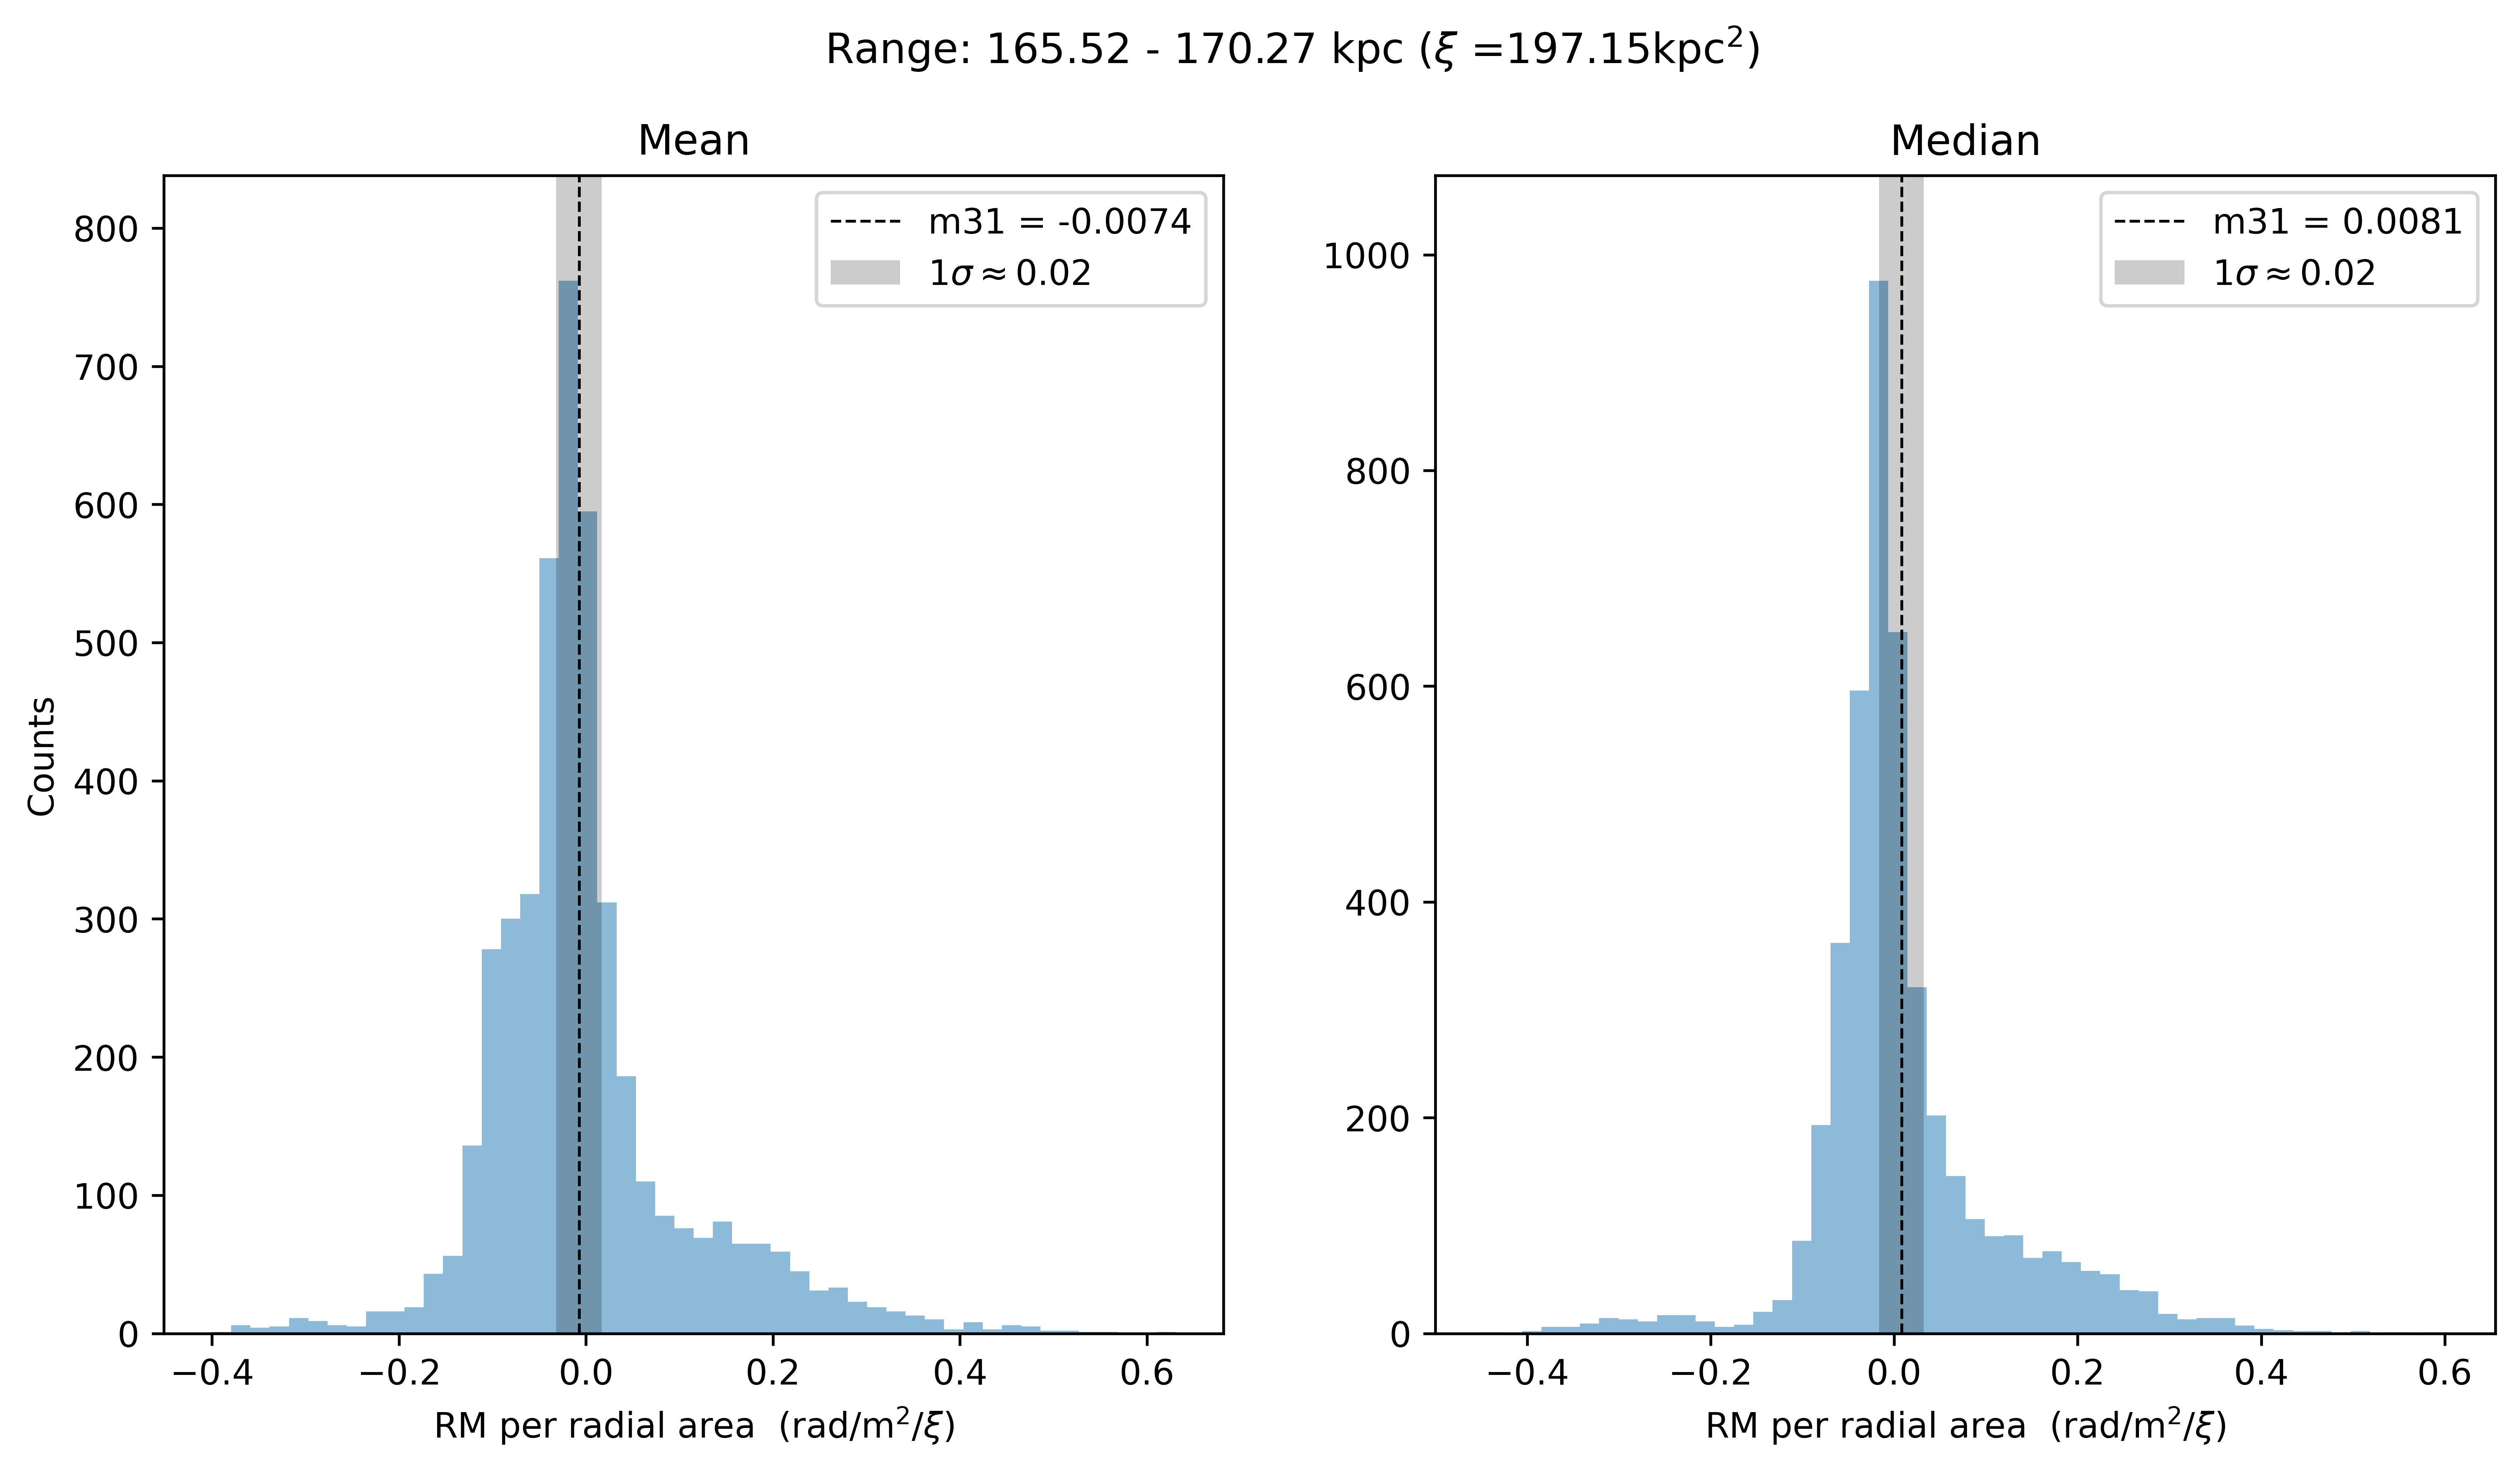 Range: 165.52 - 170.27 kpc (ξ =197.15kpc²)
Mean
m31 = -0.0074
1σ ≈ 0.02
800
700
600
500
400
300
200
100
0
Counts
−0.4 −0.2 0.0 0.2 0.4 0.6
RM per radial area (rad/m²/ξ)
Median
m31 = 0.0081
1σ ≈ 0.02
1000
800
600
400
200
0
−0.4 −0.2 0.0 0.2 0.4 0.6
RM per radial area (rad/m²/ξ)